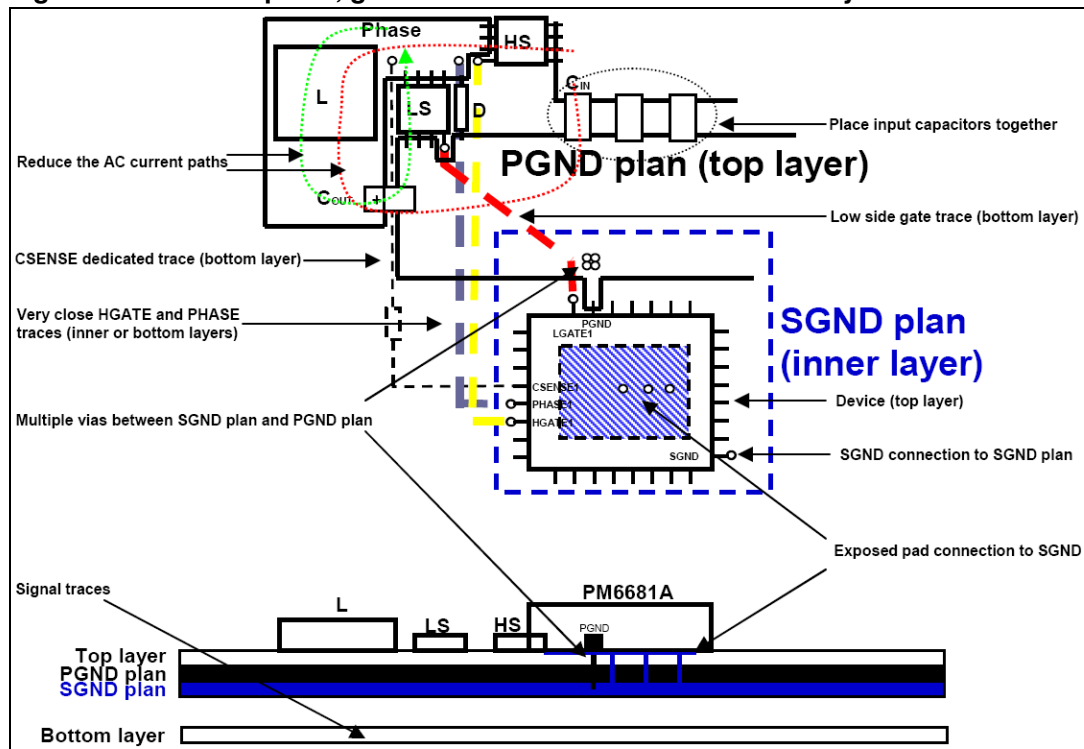 Phase
HS
L
LS
D
C IN
Place input capacitors together
Reduce the AC current paths
PGND plan (top layer)
C OUT
+
Low side gate trace (bottom layer)
CSENSE dedicated trace (bottom layer)
Very close HGATE and PHASE
traces (inner or bottom layers)
SGND plan
(inner layer)
PGND
LGATE1
CSENSE1
PHASE1
HGATE1
SGND
Device (top layer)
Multiple vias between SGND plan and PGND plan
SGND connection to SGND plan
Exposed pad connection to SGND
Signal traces
PM6681A
L
LS
HS
PGND
Top layer
PGND plan
SGND plan
Bottom layer